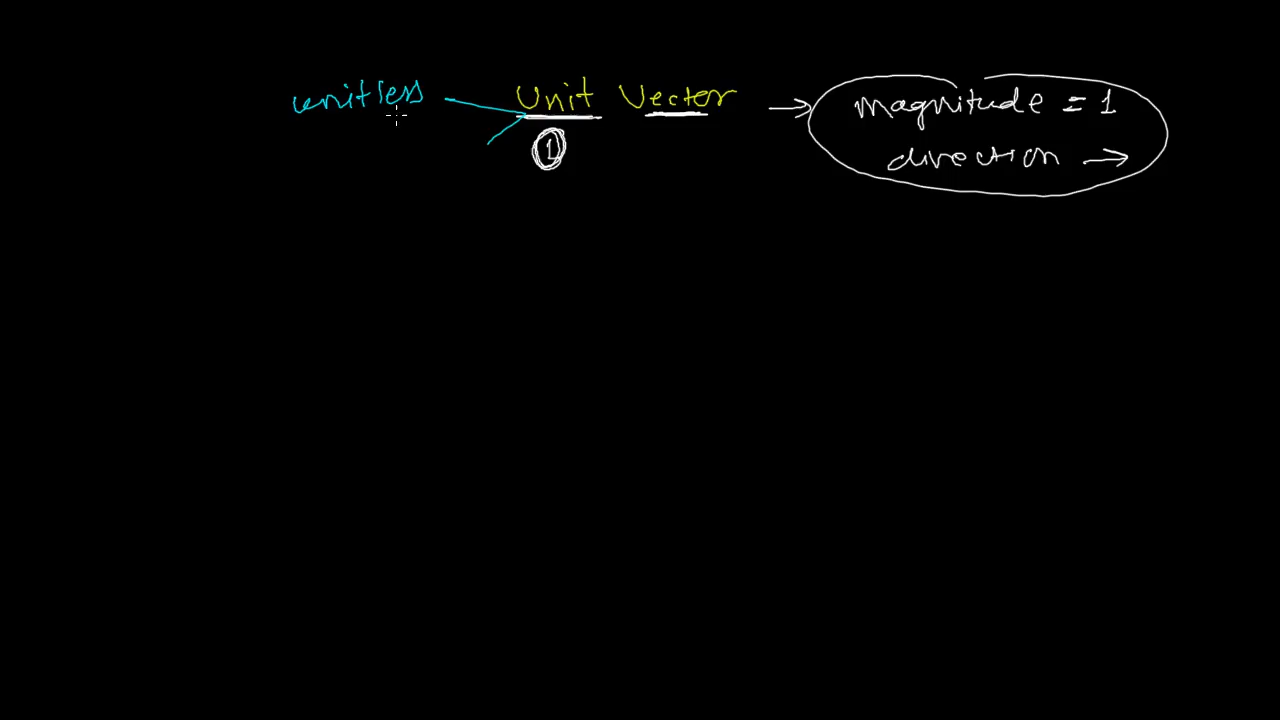 unitless Unit Vector → magnitude = 1
① direction →